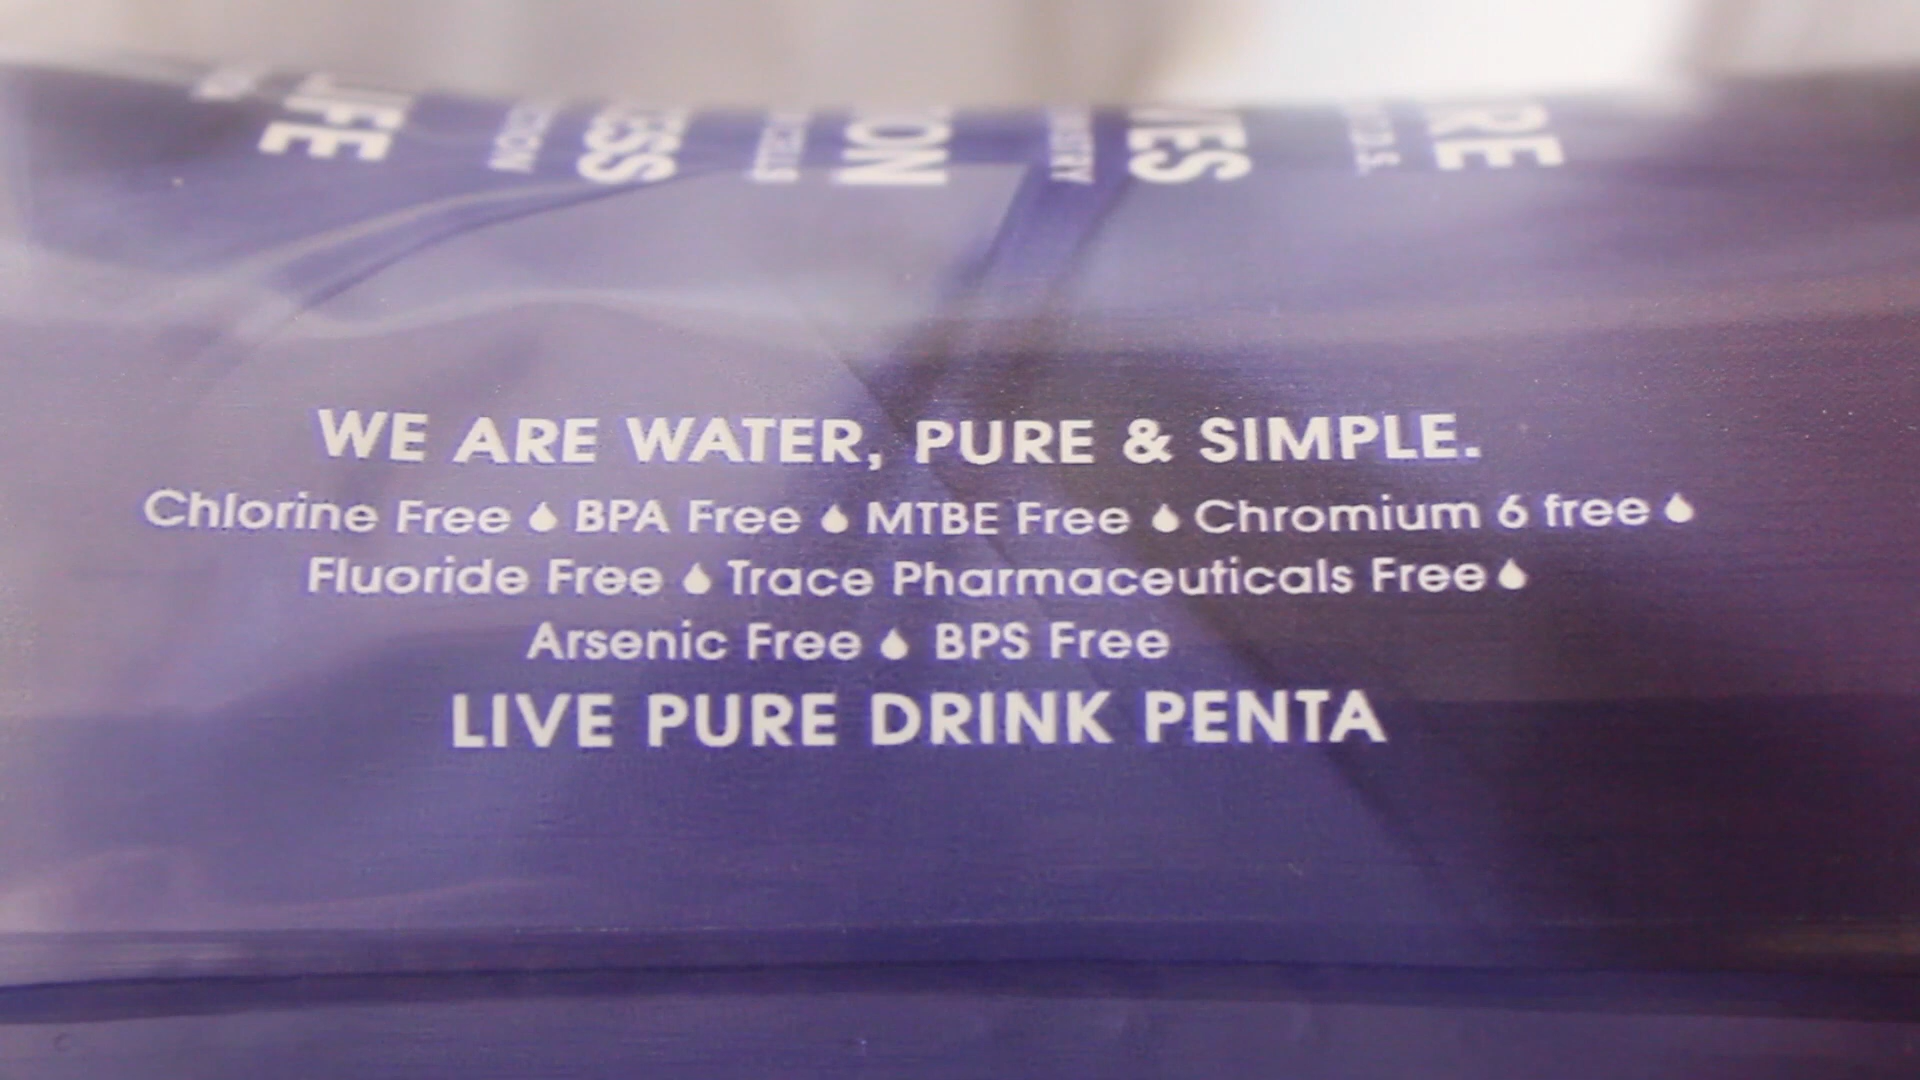 WE ARE WATER, PURE & SIMPLE.
Chlorine Free 💧 BPA Free 💧 MTBE Free 💧 Chromium 6 free 💧
Fluoride Free 💧 Trace Pharmaceuticals Free 💧
Arsenic Free 💧 BPS Free
LIVE PURE DRINK PENTA